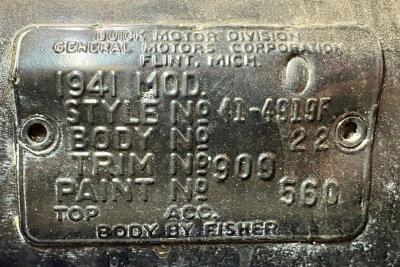 BUICK MOTOR DIVISION
GENERAL MOTORS CORPORATION
FLINT, MICH.
1941 MOD. 0
STYLE Nº 41-4919F
BODY Nº 22
TRIM Nº 909
PAINT Nº 560
TOP ACC.
BODY BY FISHER